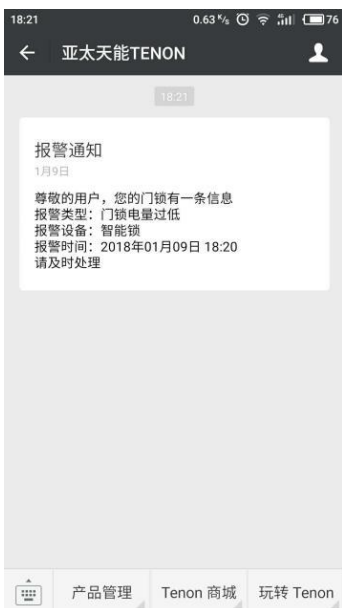 18:21
0.63 K/s
76
亚太天能TENON
18:21
报警通知
1月9日
尊敬的用户，您的门锁有一条信息
报警类型：门锁电量过低
报警设备：智能锁
报警时间：2018年01月09日 18:20
请及时处理
产品管理
Tenon 商城
玩转 Tenon